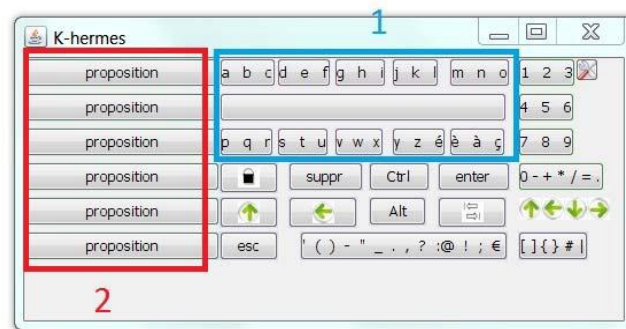 1
K-hermes
proposition a b c d e f g h i j k l m n o 1 2 3
proposition 4 5 6
proposition p q r s t u v w x y z é è à ç 7 8 9
proposition suppr Ctrl enter 0 - + * / = .
proposition Alt
proposition esc ' ( ) - " _ . , ? : @ ! ; € [ ] { } # |
2